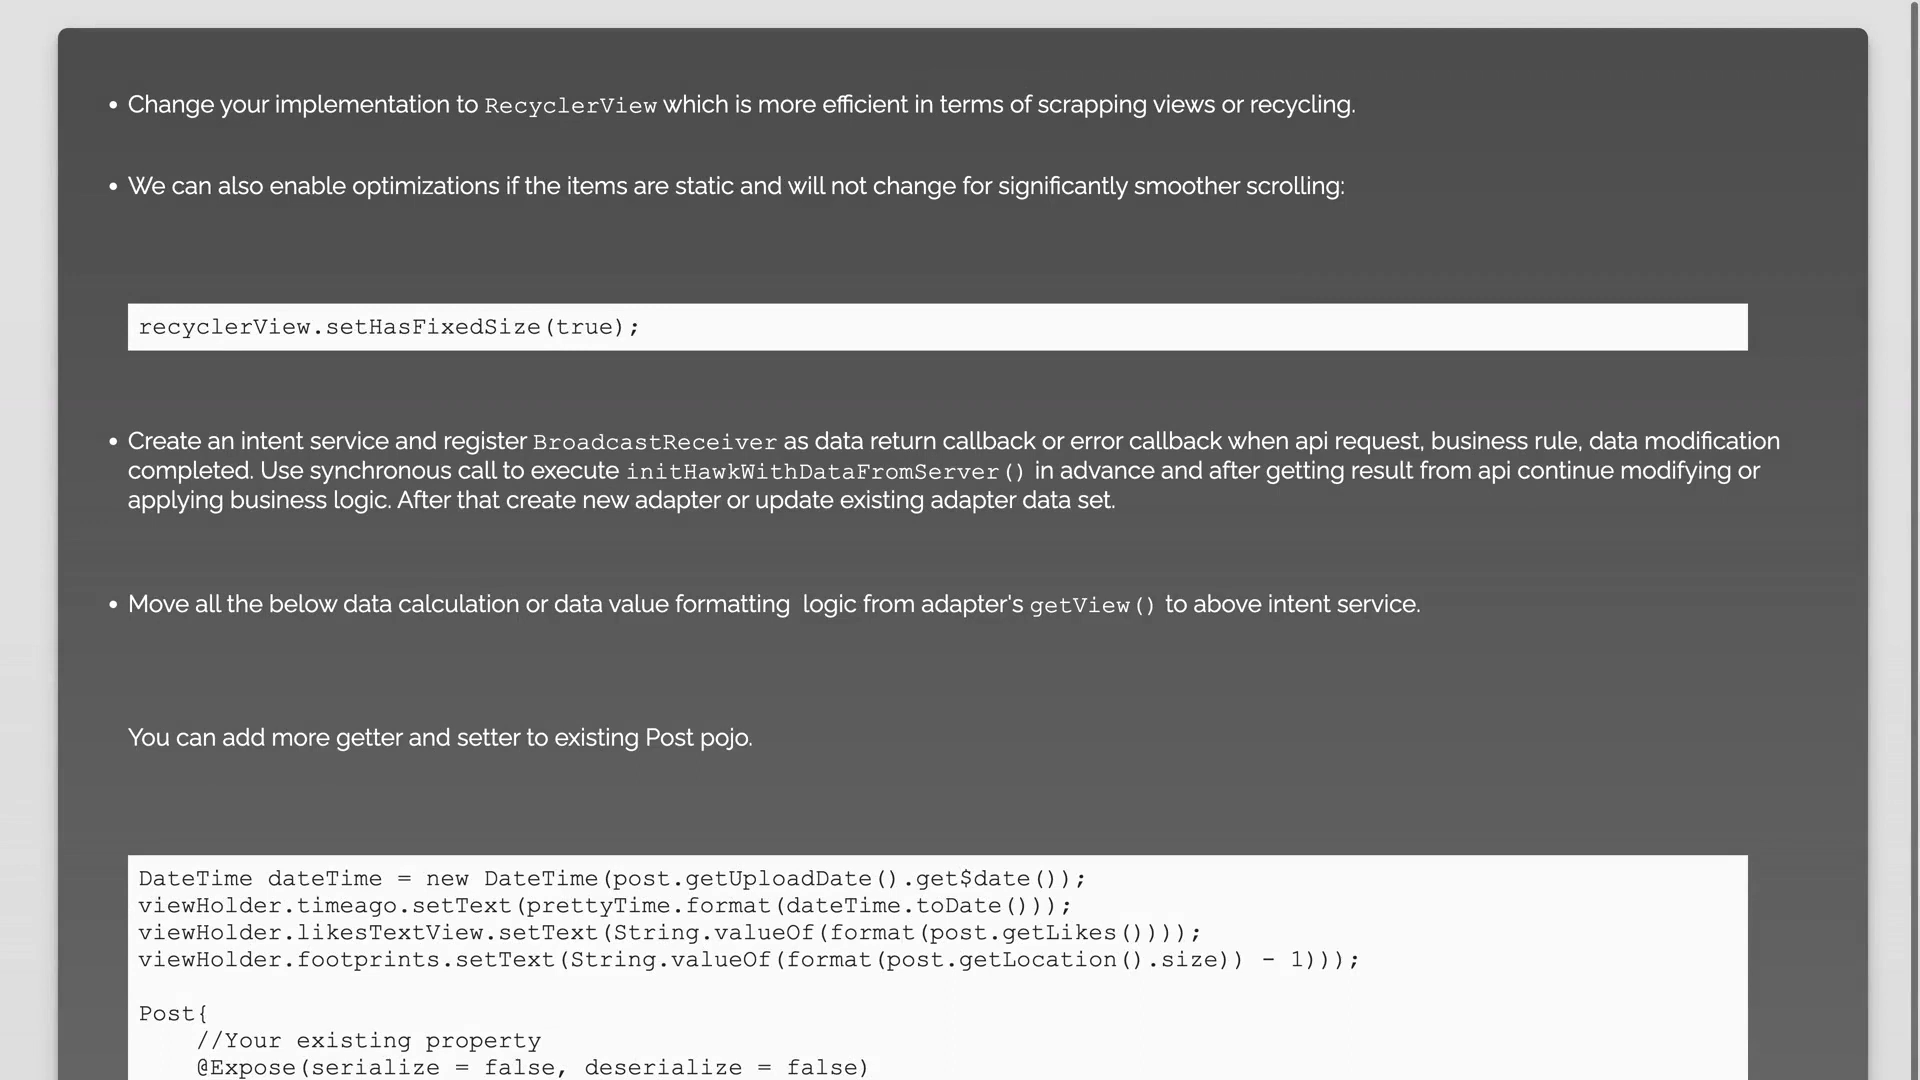 • Change your implementation to RecyclerView which is more efficient in terms of scrapping views or recycling.
• We can also enable optimizations if the items are static and will not change for significantly smoother scrolling:
recyclerView.setHasFixedSize(true);
• Create an intent service and register BroadcastReceiver as data return callback or error callback when api request, business rule, data modification
completed. Use synchronous call to execute initHawkWithDataFromServer() in advance and after getting result from api continue modifying or
applying business logic. After that create new adapter or update existing adapter data set.
• Move all the below data calculation or data value formatting  logic from adapter's getView() to above intent service.
You can add more getter and setter to existing Post pojo.
DateTime dateTime = new DateTime(post.getUploadDate().get$date());
viewHolder.timeago.setText(prettyTime.format(dateTime.toDate()));
viewHolder.likesTextView.setText(String.valueOf(format(post.getLikes())));
viewHolder.footprints.setText(String.valueOf(format(post.getLocation().size)) - 1)));
Post{
    //Your existing property
    @Expose(serialize = false, deserialize = false)